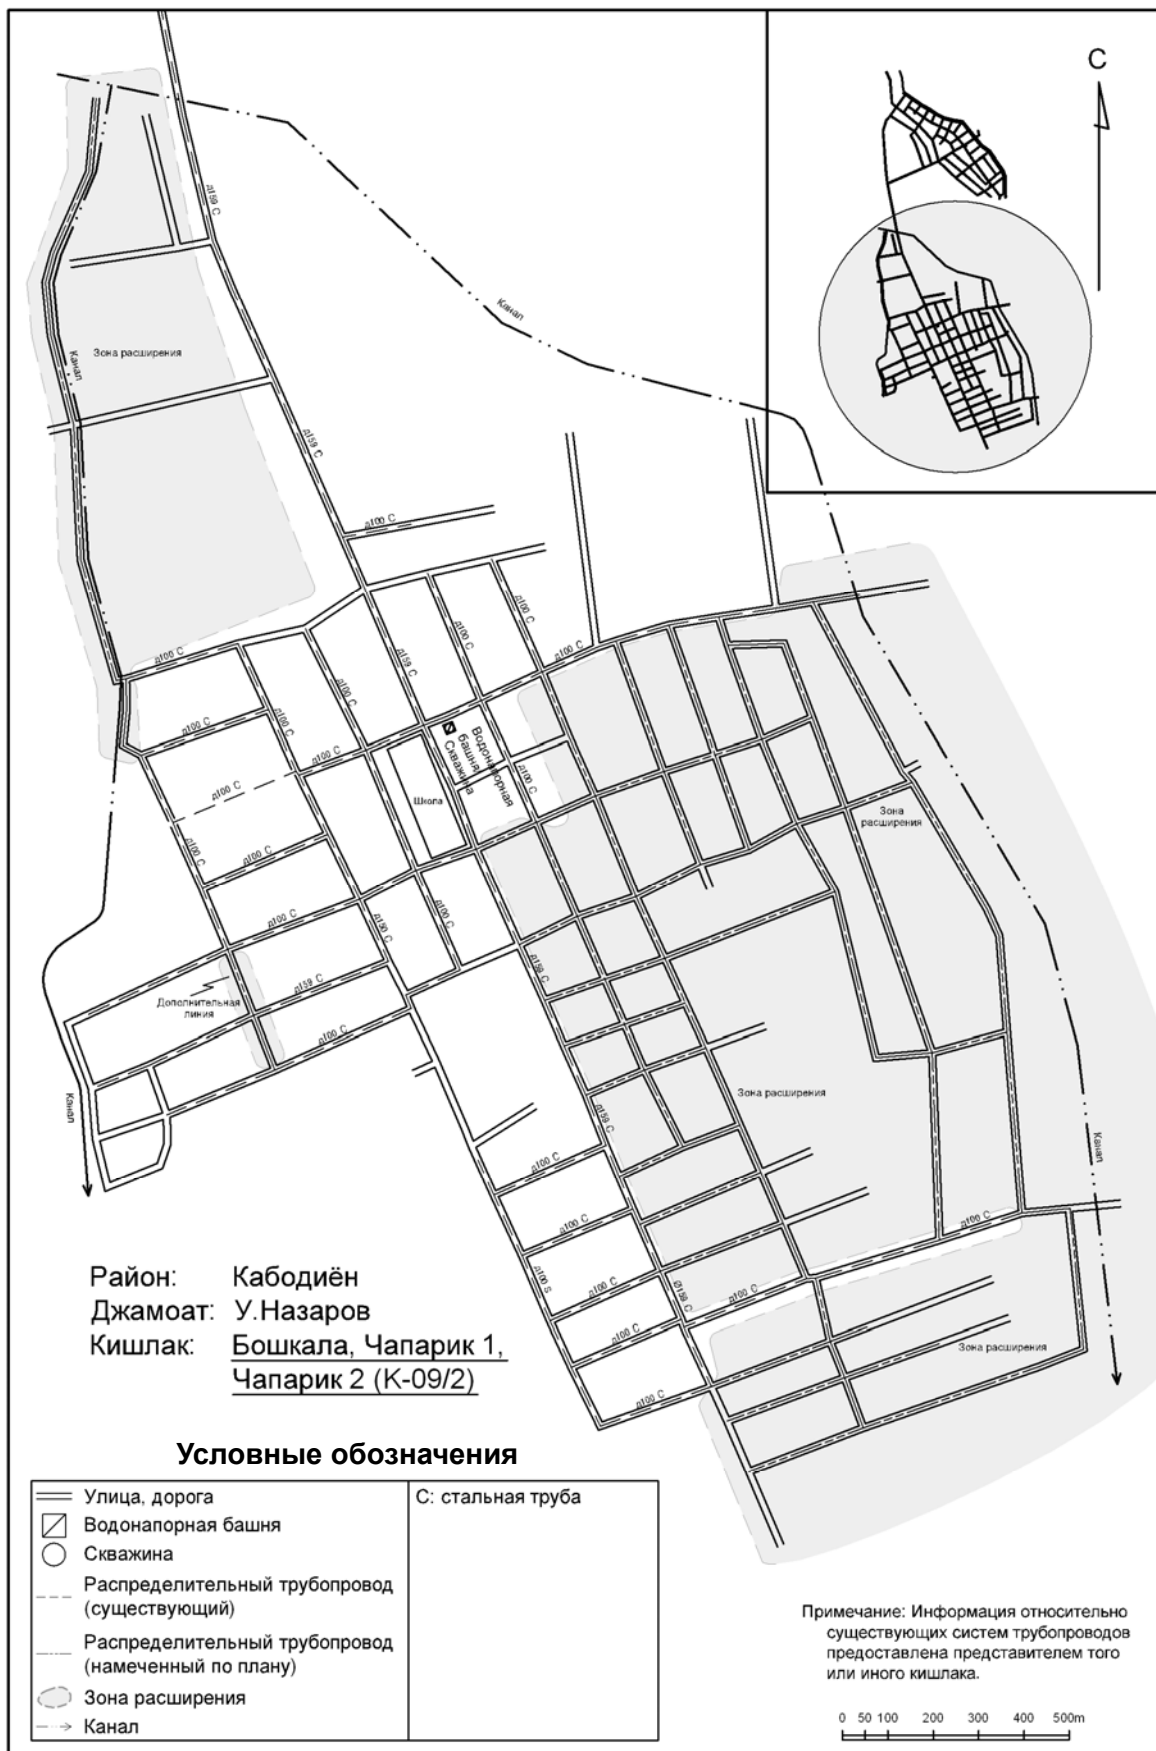 С
д159 С
Канал
Зона расширения
Канал
д159 С
д100 С
д100 С
д100 С
д159 С
д100 С
д100 С
д100 С
д100 С
д100 С
д100 С
д100 С
д100 С
Водонапорная
башня
Скважина
д100 С
Школа
Зона
расширения
д100 С
д100 С
д100 С
д100 С
д150 С
д159 С
д159 С
Дополнительная
линия
д100 С
Канал
Зона расширения
д159 С
Канал
д100 С
д100 С
д100 С
д100 S
д100 С
Ø159 С
д100 С
д100 С
Зона расширения
д100 С
Район: Кабодиён
Джамоат: У.Назаров
Кишлак: Бошкала, Чапарик 1,
Чапарик 2 (K-09/2)
Условные обозначения
Улица, дорога
С: стальная труба
Водонапорная башня
Скважина
Распределительный трубопровод
(существующий)
Распределительный трубопровод
(намеченный по плану)
Зона расширения
Канал
Примечание: Информация относительно
существующих систем трубопроводов
предоставлена представителем того
или иного кишлака.
0 50 100 200 300 400 500m